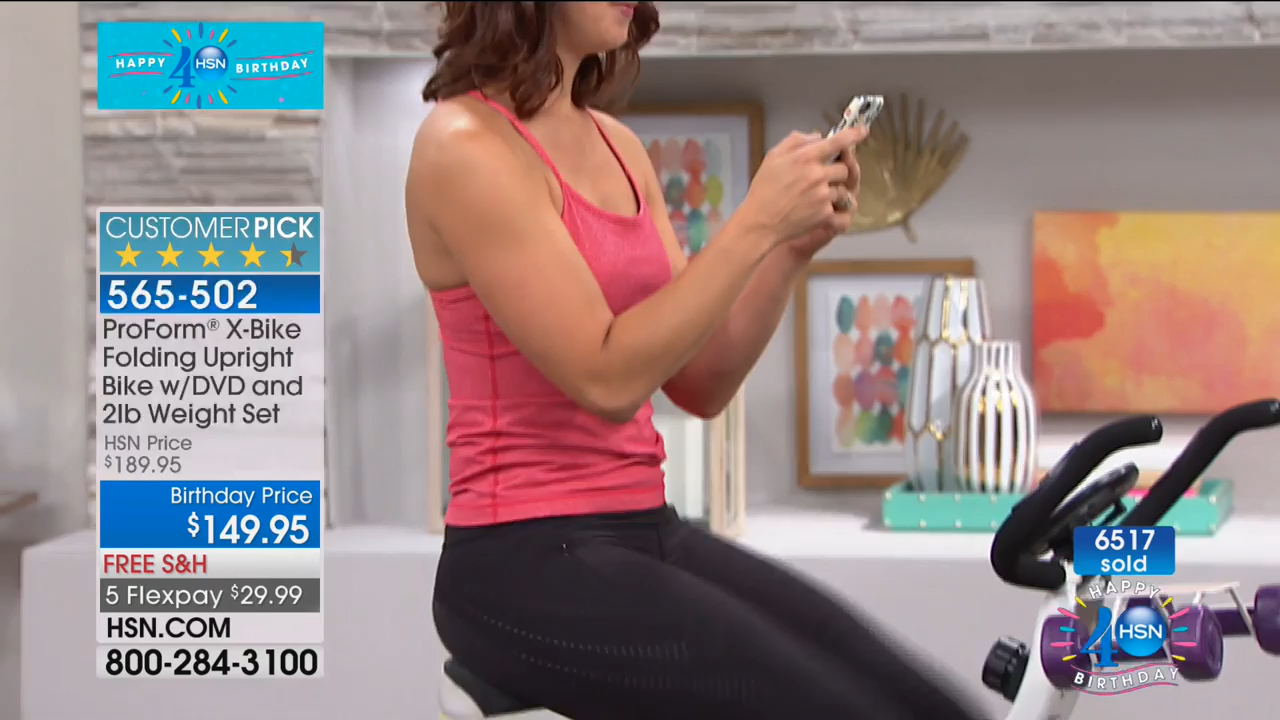 HAPPY 4 HSN BIRTHDAY
CUSTOMER PICK
565-502
ProForm® X-Bike
Folding Upright
Bike w/DVD and
2lb Weight Set
HSN Price
$189.95
Birthday Price
$149.95
FREE S&H
5 Flexpay $29.99
HSN.COM
800-284-3100
6517
sold
HAPPY
4 HSN
BIRTHDAY